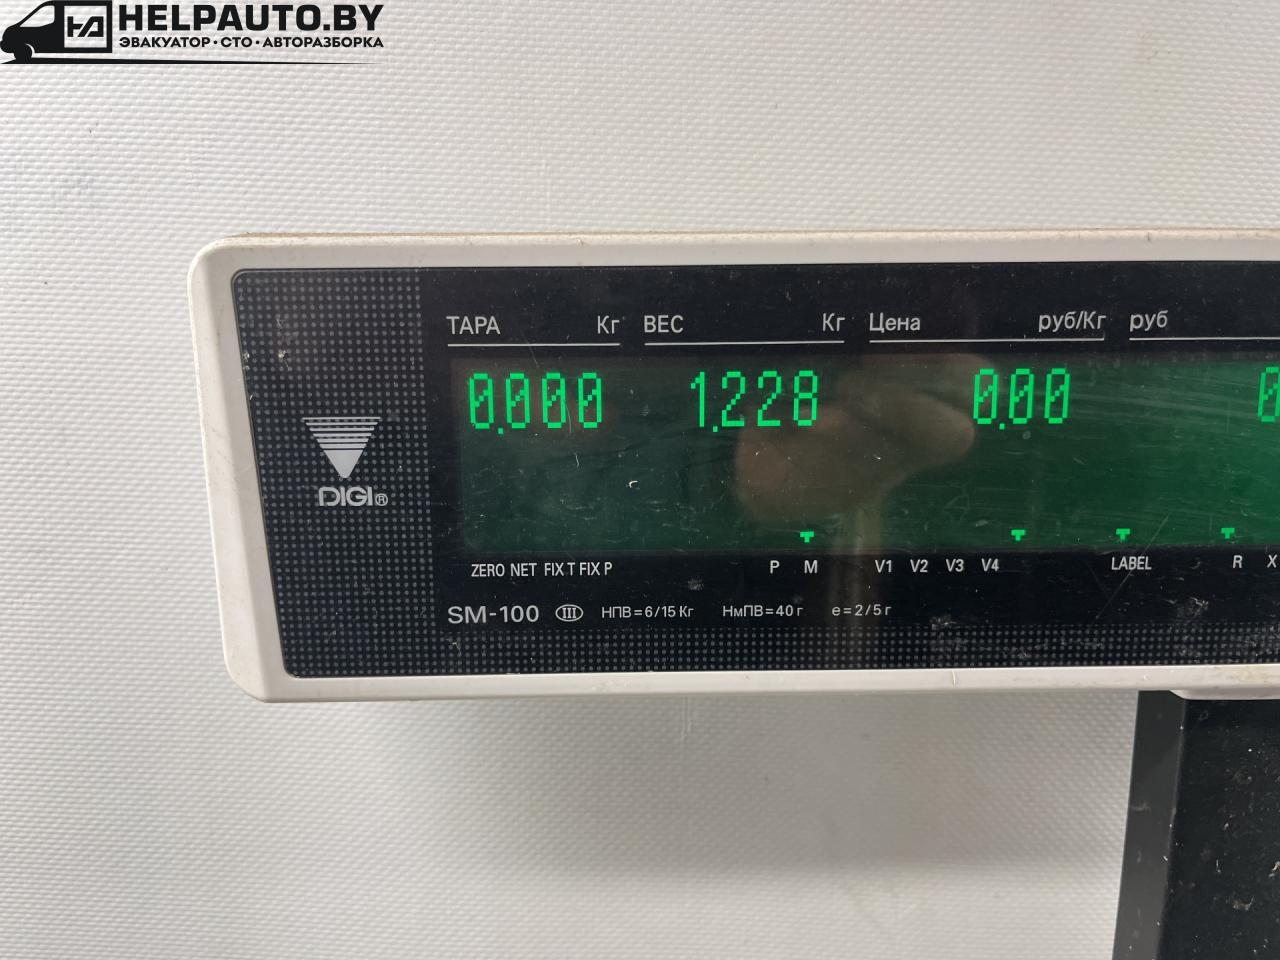 HELPAUTO.BY
ЭВАКУАТОР·СТО·АВТОРАЗБОРКА
ТАРА Кг ВЕС Кг Цена руб/Кг руб
0.000 1.228 0.00 0
DIGI®
ZERO NET FIX T FIX P P M V1 V2 V3 V4 LABEL R X
SM-100 III НПВ=6/15 Кг НмПВ=40 г e=2/5 г